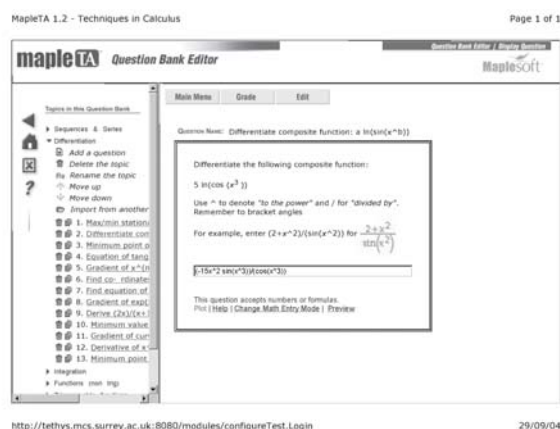 MapleTA 1.2 - Techniques in Calculus
Page 1 of 1
Question Bank Editor / Display Question
maple TA Question Bank Editor
Maplesoft
Main Menu Grade Edit
Topics in this Question Bank
Sequences & Series
Differentiation
Add a question
Delete the topic
Re Rename the topic
Move up
Move down
Import from another
1. Max/min station
2. Differentiate com
3. Minimum point o
4. Equation of tang
5. Gradient of x^(n
6. Find co- rdinate
7. Find equation of
8. Gradient of exp(
9. Derive (2x)/(x+
10. Minimum value
11. Gradient of cur
12. Derivative of x
13. Minimum point
Integration
Functions (non trig)
Question Name: Differentiate composite function: a ln(sin(x^b))
Differentiate the following composite function:
5 ln(cos (x³ ))
Use ^ to denote "to the power" and / for "divided by".
Remember to bracket angles
For example, enter (2+x^2)/(sin(x^2)) for 2+x² / sin(x²)
(-15x^2 sin(x^3))/(cos(x^3))
This question accepts numbers or formulas.
Plot | Help | Change Math Entry Mode | Preview
http://tethys.mcs.surrey.ac.uk:8080/modules/configureTest.Login
29/09/04